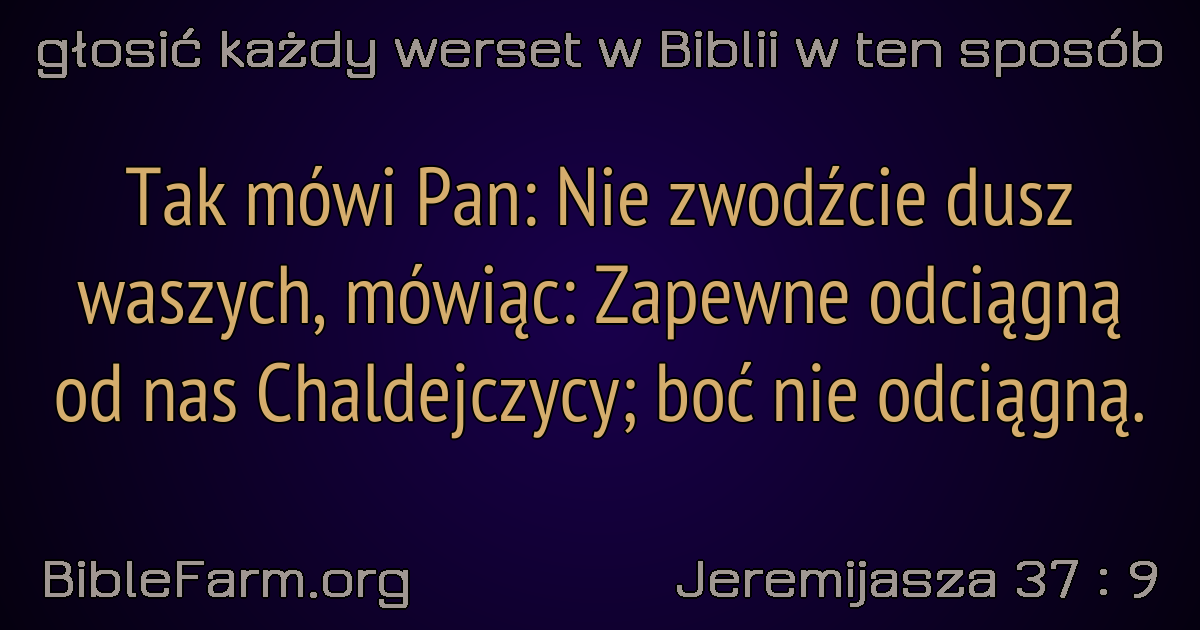 głosić każdy werset w Biblii w ten sposób
Tak mówi Pan: Nie zwodźcie dusz
waszych, mówiąc: Zapewne odciągną
od nas Chaldejczycy; boć nie odciągną.
BibleFarm.org
Jeremijasza 37 : 9